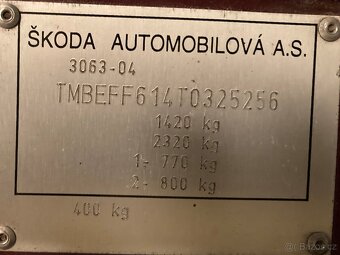 ŠKODA AUTOMOBILOVÁ A.S.
3063-04
TMBEFF614T0325256
1420 kg
2320 kg
1- 770 kg
2- 800 kg
400 kg